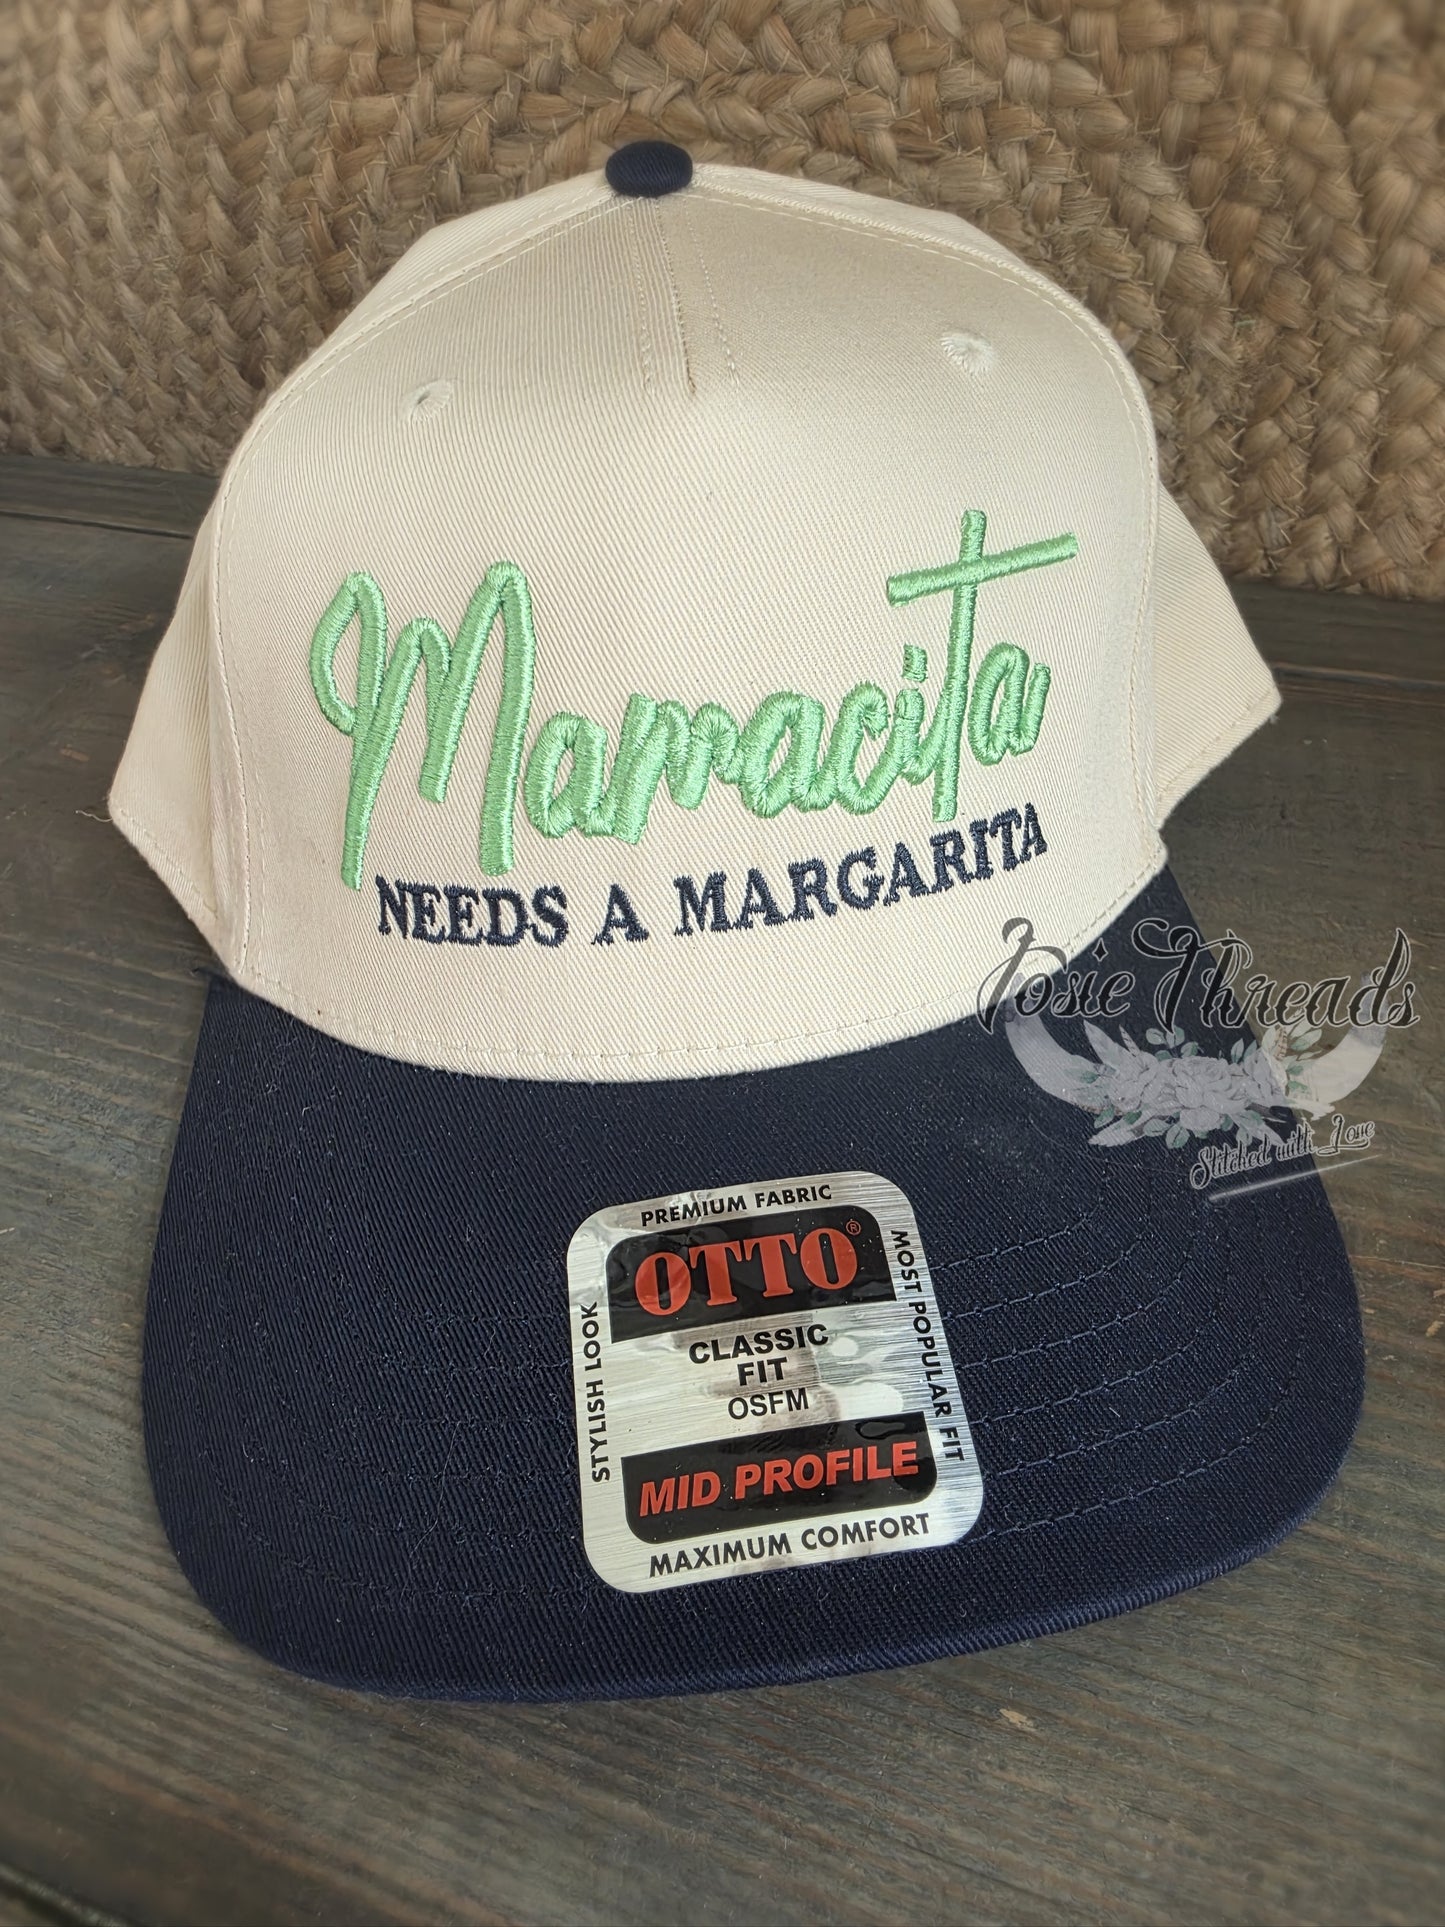 Mamacita
NEEDS A MARGARITA
Josie Threads
Stitched with Love
PREMIUM FABRIC
OTTO®
CLASSIC
FIT
OSFM
MID PROFILE
MAXIMUM COMFORT
STYLISH LOOK
MOST POPULAR FIT